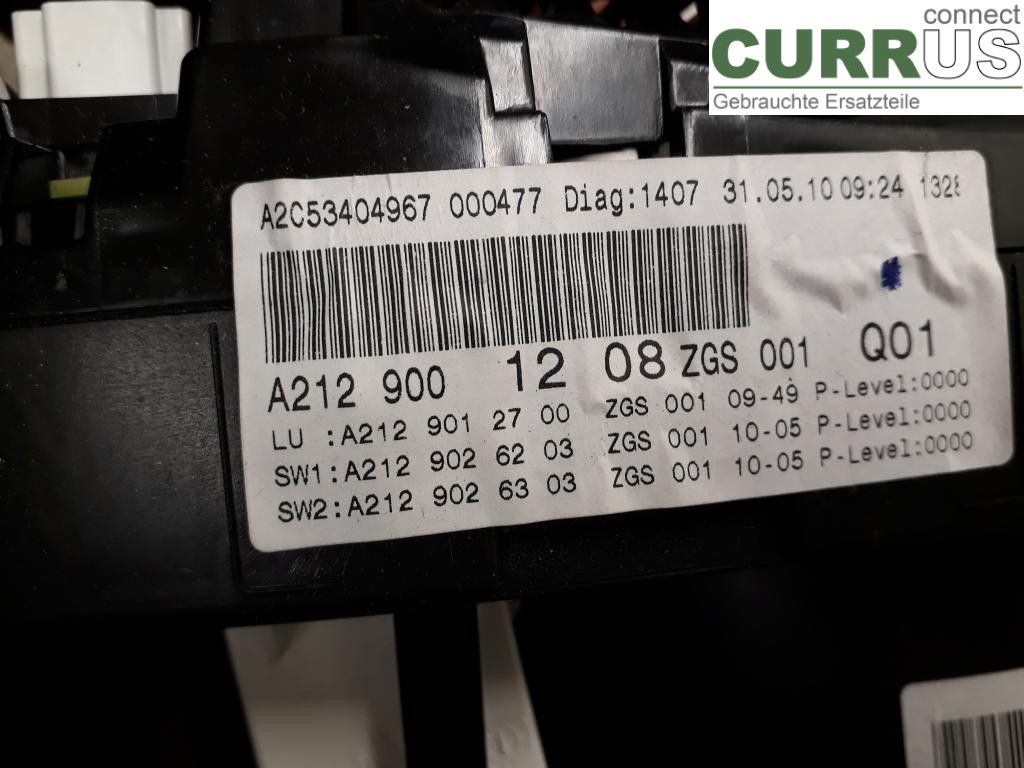 connect
CURRUS
Gebrauchte Ersatzteile
A2C53404967 000477 Diag:1407 31.05.10 09:24 1328
A212 900 12 08 ZGS 001 Q01
LU :A212 901 27 00 ZGS 001 09-49 P-Level:0000
SW1:A212 902 62 03 ZGS 001 10-05 P-Level:0000
SW2:A212 902 63 03 ZGS 001 10-05 P-Level:0000